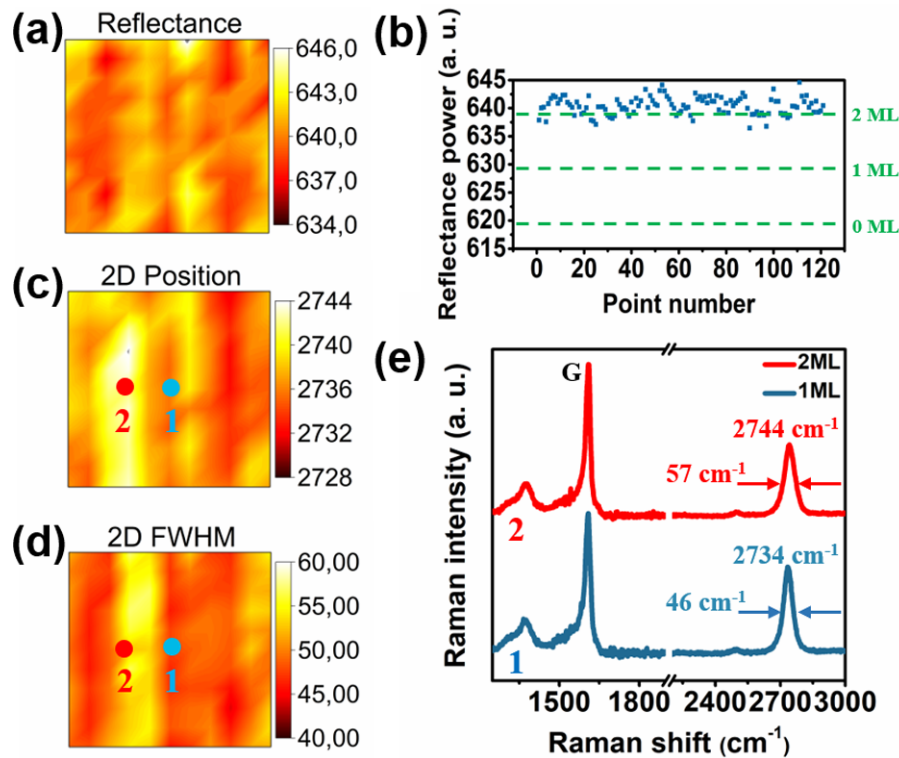 (a)
Reflectance
646,0
643,0
640,0
637,0
634,0
(b)
Reflectance power (a. u.)
645
640
635
630
625
620
615
2 ML
1 ML
0 ML
0
20
40
60
80
100
120
Point number
(c)
2D Position
2744
2740
2736
2732
2728
2
1
(d)
2D FWHM
60,00
55,00
50,00
45,00
40,00
2
1
(e)
Raman intensity (a. u.)
G
2ML
1ML
2744 cm⁻¹
57 cm⁻¹
2
2734 cm⁻¹
46 cm⁻¹
1
1500
1800
2400
2700
3000
Raman shift (cm⁻¹)